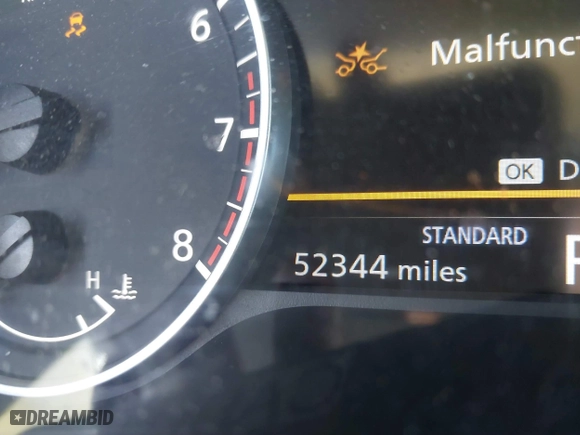 6
Malfunct
7
OK D
8
STANDARD
52344 miles
H
DREAMBID